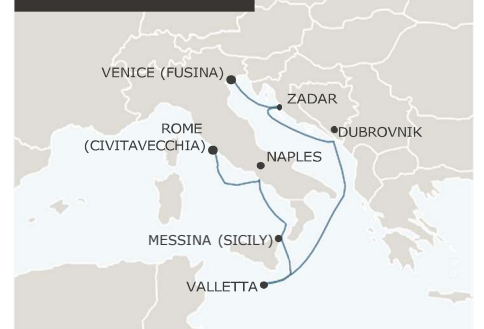 VENICE (FUSINA)
ZADAR
ROME
(CIVITAVECCHIA)
DUBROVNIK
NAPLES
MESSINA (SICILY)
VALLETTA